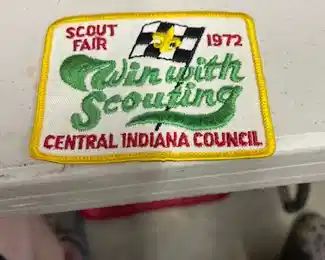 SCOUT 1972
FAIR
Win with
Scouting
CENTRAL INDIANA COUNCIL